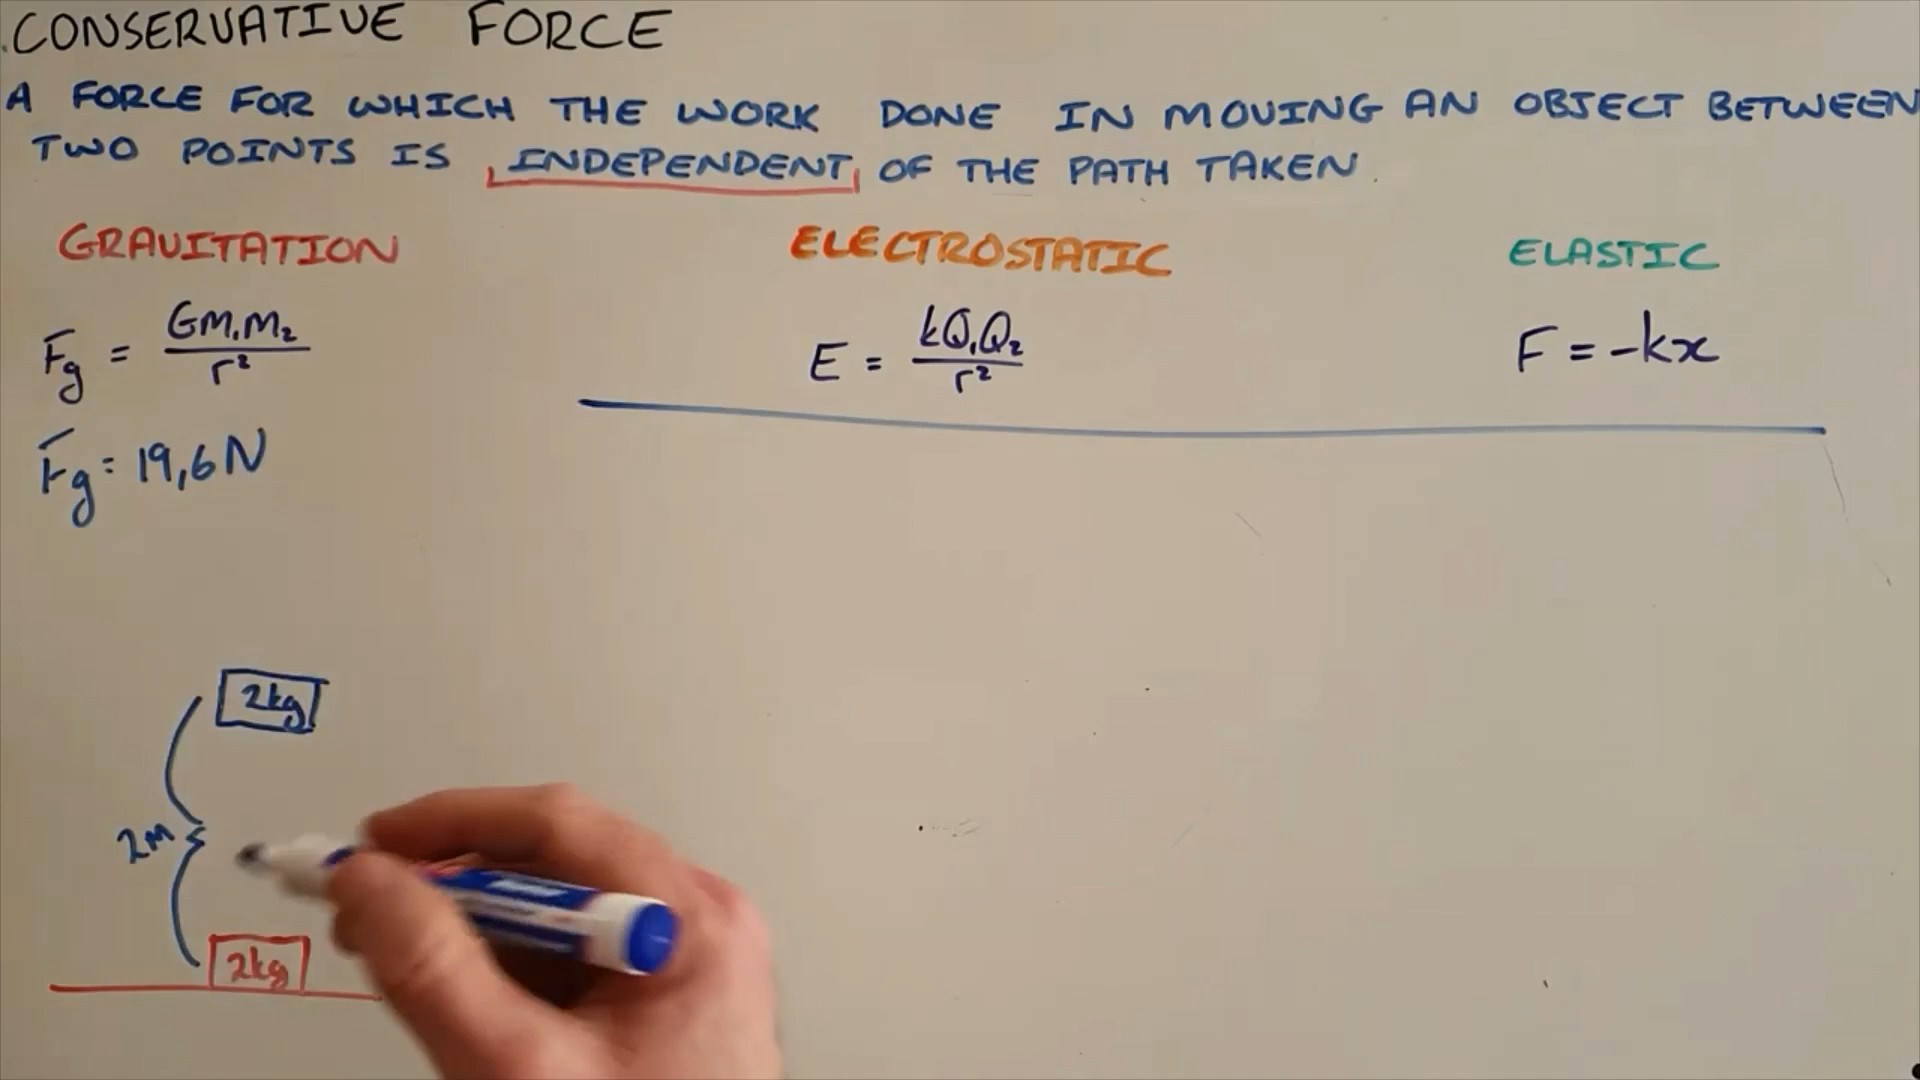 CONSERVATIVE FORCE
A FORCE FOR WHICH THE WORK DONE IN MOVING AN OBJECT BETWEEN
TWO POINTS IS INDEPENDENT OF THE PATH TAKEN.
GRAVITATION ELECTROSTATIC ELASTIC
Fg = GM₁M₂/r² E = kQ₁Q₂/r² F = -kx
Fg = 19,6N
2kg
2M
2kg